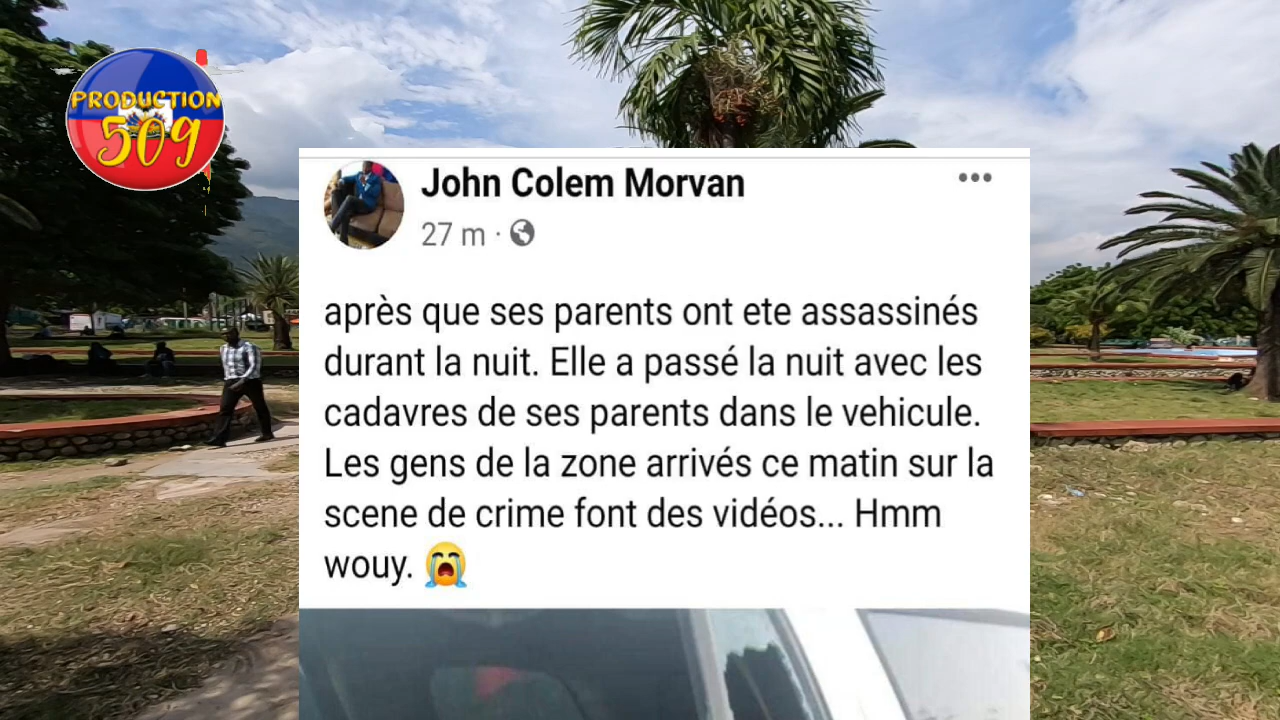 PRODUCTION
509
John Colem Morvan
27 m ·
après que ses parents ont ete assassinés
durant la nuit. Elle a passé la nuit avec les
cadavres de ses parents dans le vehicule.
Les gens de la zone arrivés ce matin sur la
scene de crime font des vidéos... Hmm
wouy. 😭